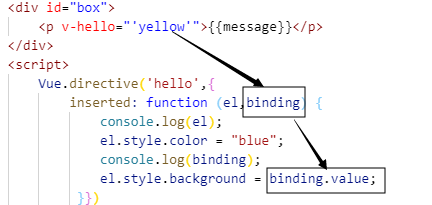 <div id="box">
<p v-hello="'yellow'">{{message}}</p>
</div>
<script>
Vue.directive('hello',{
inserted: function (el,binding) {
console.log(el);
el.style.color = "blue";
console.log(binding);
el.style.background = binding.value;
}})